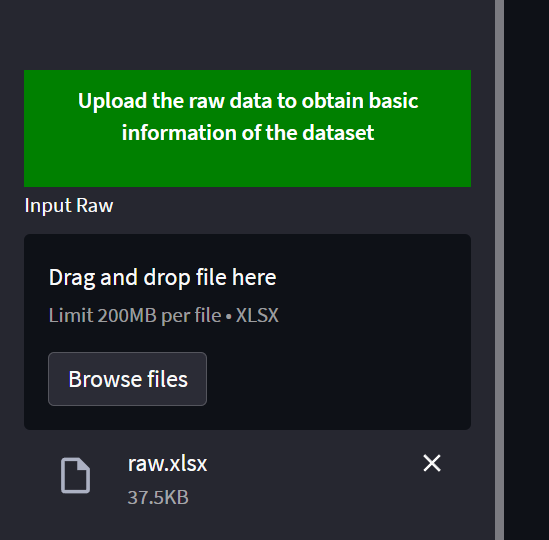 Upload the raw data to obtain basic
information of the dataset
Input Raw
Drag and drop file here
Limit 200MB per file • XLSX
Browse files
raw.xlsx
37.5KB